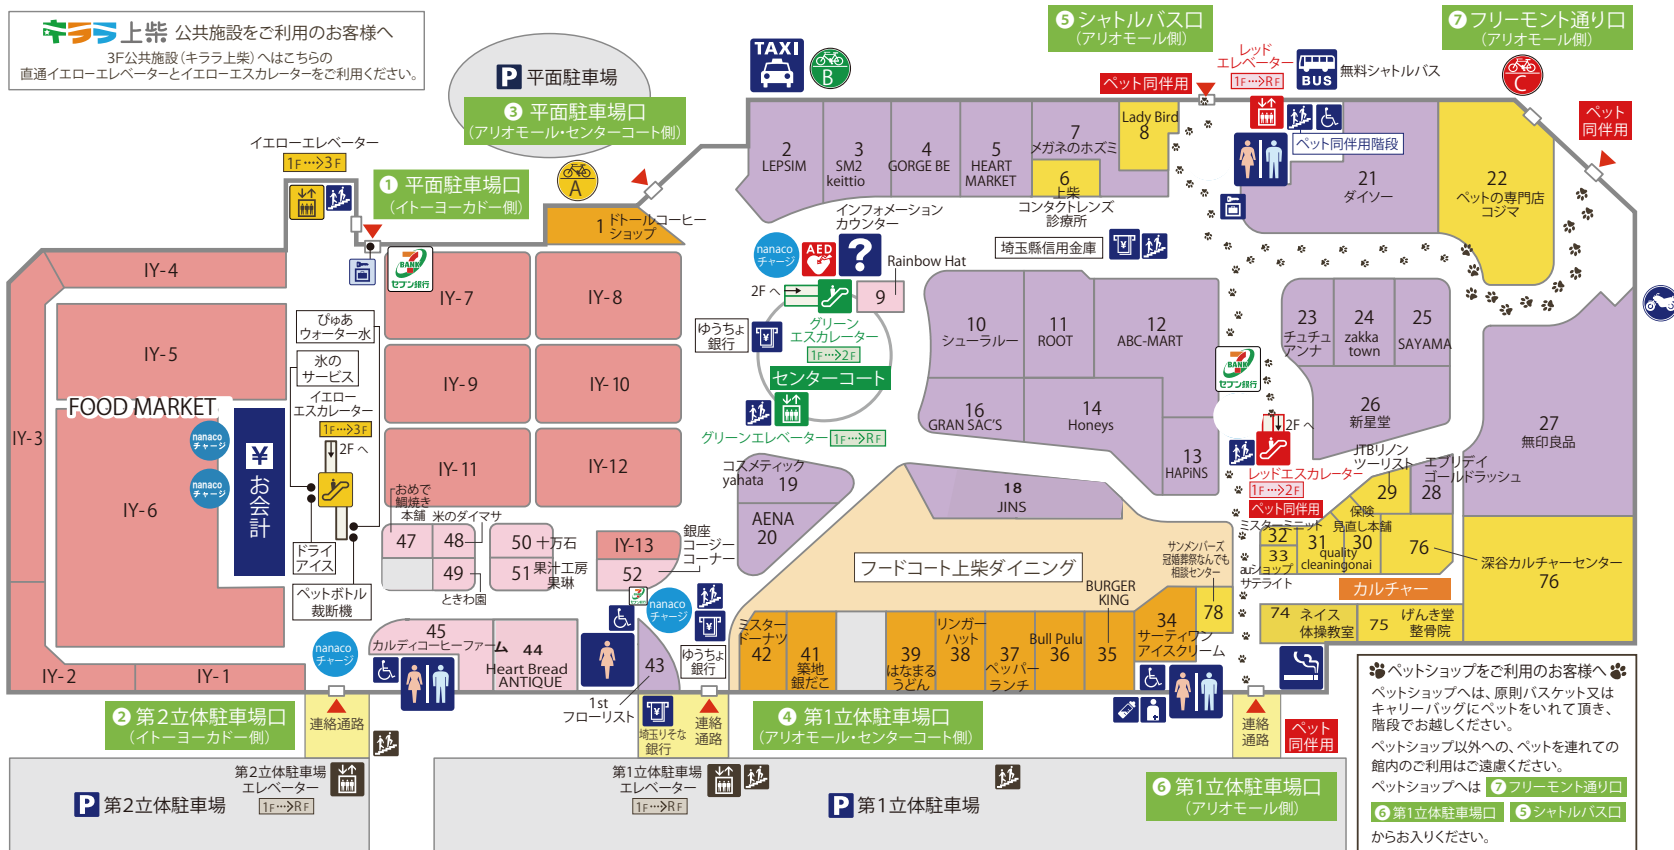 キララ上柴 公共施設をご利用のお客様へ
3F公共施設(キララ上柴)へはこちらの
直通イエローエレベーターとイエローエスカレーターをご利用ください。
P 平面駐車場
❸ 平面駐車場口
(アリオモール・センターコート側)
A
TAXI
B
❺ シャトルバス口
(アリオモール側)
ペット同伴用
レッド
エレベーター
1F…>RF
BUS
無料シャトルバス
❼ フリーモント通り口
(アリオモール側)
C
ペット
同伴用
ペット同伴用階段
イエローエレベーター
1F…>3F
❶ 平面駐車場口
(イトーヨーカドー側)
1 ドトールコーヒー
ショップ
2
LEPSIM
3
SM2
keittio
4
GORGE BE
5
HEART
MARKET
6
上柴
コンタクトレンズ
診療所
7
メガネのホズミ
Lady Bird
8
21
ダイソー
22
ペットの専門店
コジマ
インフォメーション
カウンター
nanaco
チャージ
AED
?
埼玉縣信用金庫
¥
Rainbow Hat
9
2F へ
グリーン
エスカレーター
1F…>2F
センターコート
ゆうちょ
銀行
¥
グリーンエレベーター 1F…>RF
IY-4
IY-5
IY-3
IY-6
IY-2
IY-1
FOOD MARKET
nanaco
チャージ
nanaco
チャージ
¥
お会計
ぴゅあ
ウォーター水
氷の
サービス
イエロー
エスカレーター
1F…>3F
2F へ
ドライ
アイス
ペットボトル
裁断機
7
BANK
セブン銀行
IY-7
IY-8
IY-9
IY-10
IY-11
IY-12
IY-13
10
シューラルー
11
ROOT
12
ABC-MART
16
GRAN SAC'S
14
Honeys
13
HAPiNS
7
BANK
セブン銀行
23
チュチュ
アンナ
24
zakka
town
25
SAYAMA
26
新星堂
27
無印良品
2F へ
レッドエスカレーター
1F…>2F
ペット同伴用
JTBリノン
ツーリスト
29
エブリデイ
ゴールドラッシュ
28
保険
見直し本舗
30
ミスターミニット
32
31
quality
cleaningonai
33
auショップ
サテライト
76
深谷カルチャーセンター
76
カルチャー
74 ネイス
体操教室
75 げんき堂
整骨院
コスメティック
yahata
19
AENA
20
18
JINS
フードコート上柴ダイニング
サンメンバーズ
冠婚葬祭なんでも
相談センター
78
BURGER
KING
35
34
サーティワン
アイスクリーム
Bull Pulu
36
37
ペッパー
ランチ
リンガー
ハット
38
39
はなまる
うどん
41
築地
銀だこ
ミスター
ドーナツ
42
おめで
鯛焼き
本舗
47
米のダイマサ
48
49
ときわ園
50 十万石
51 果汁工房
果琳
52
銀座
コージー
コーナー
セブン銀行
nanaco
チャージ
¥
ゆうちょ
銀行
45
カルディコーヒーファーム
44
Heart Bread
ANTIQUE
43
1st
フローリスト
¥
埼玉りそな
銀行
nanaco
チャージ
❷ 第2立体駐車場口
(イトーヨーカドー側)
連絡通路
連絡
通路
❹ 第1立体駐車場口
(アリオモール・センターコート側)
連絡
通路
ペット
同伴用
第2立体駐車場
エレベーター
1F…>RF
P 第2立体駐車場
第1立体駐車場
エレベーター
1F…>RF
P 第1立体駐車場
❻ 第1立体駐車場口
(アリオモール側)
ペットショップをご利用のお客様へ
ペットショップへは、原則バスケット又は
キャリーバッグにペットをいれて頂き、
階段でお越しください。
ペットショップ以外への、ペットを連れての
館内のご利用はご遠慮ください。
ペットショップへは ❼フリーモント通り口
❻第1立体駐車場口 ❺シャトルバス口
からお入りください。